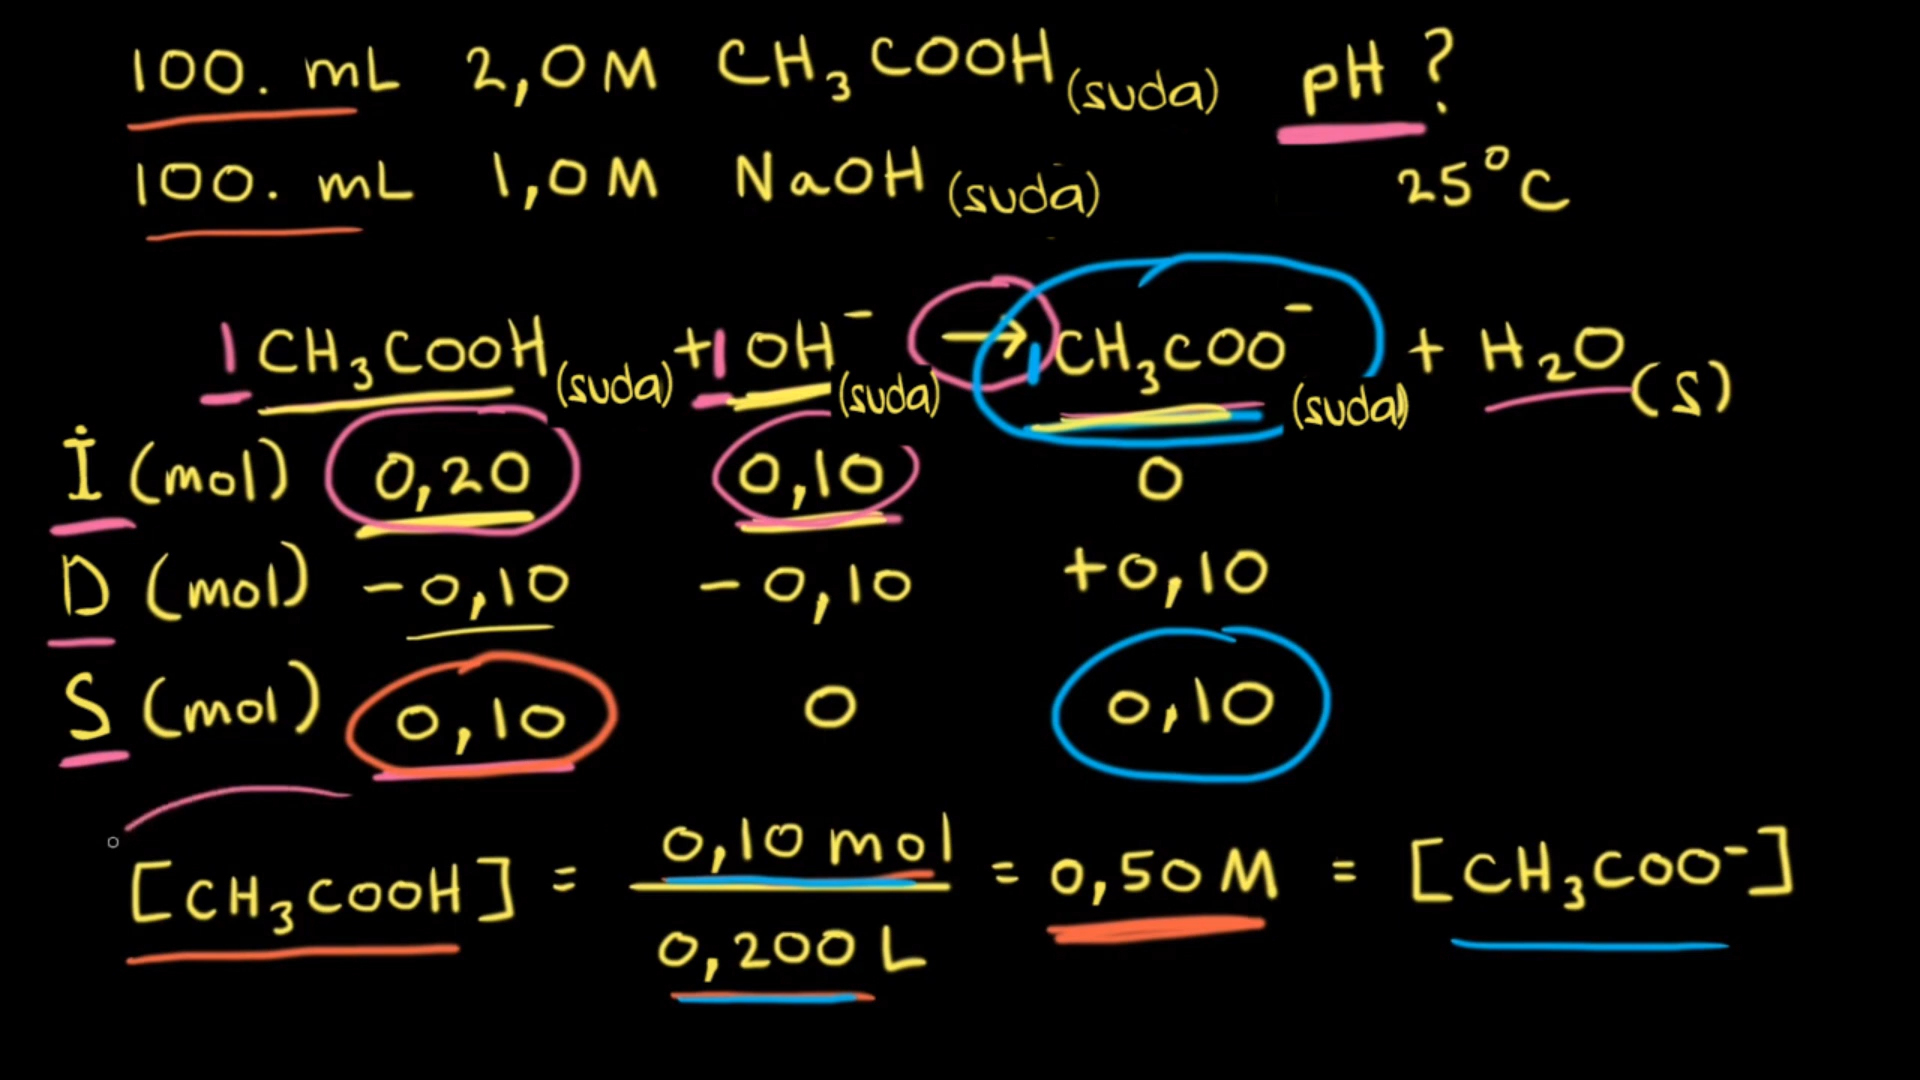 100. mL 2,0 M CH₃COOH (suda) pH ?
100. mL 1,0 M NaOH (suda) 25°C
1 CH₃COOH (suda) + 1 OH⁻ (suda) → 1 CH₃COO⁻ (suda) + H₂O (S)
İ (mol) 0,20 0,10 0
D (mol) -0,10 -0,10 +0,10
S (mol) 0,10 0 0,10
[CH₃COOH] = 0,10 mol / 0,200 L = 0,50 M = [CH₃COO⁻]